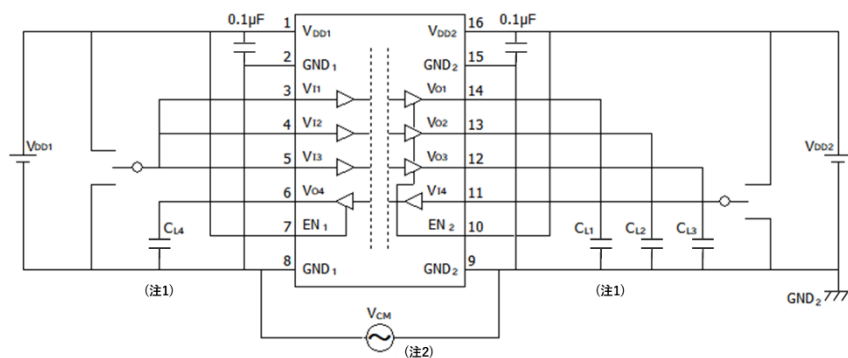 0.1μF 1 16 0.1μF
VDD1 VDD2
2 15
GND1 GND2
3 VI1 VO1 14
4 VI2 VO2 13
VDD1 5 VI3 VO3 12 VDD2
6 VO4 VI4 11
CL4 7 EN1 EN2 10 CL1 CL2 CL3
8 GND1 GND2 9
(注1) (注1) GND2
VCM
(注2)